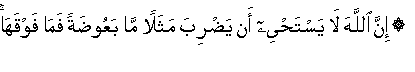 ۞ إِنَّ ٱللَّهَ لَا يَسْتَحْىِۦٓ أَن يَضْرِبَ مَثَلًا مَّا بَعُوضَةً فَمَا فَوْقَهَا ۚ